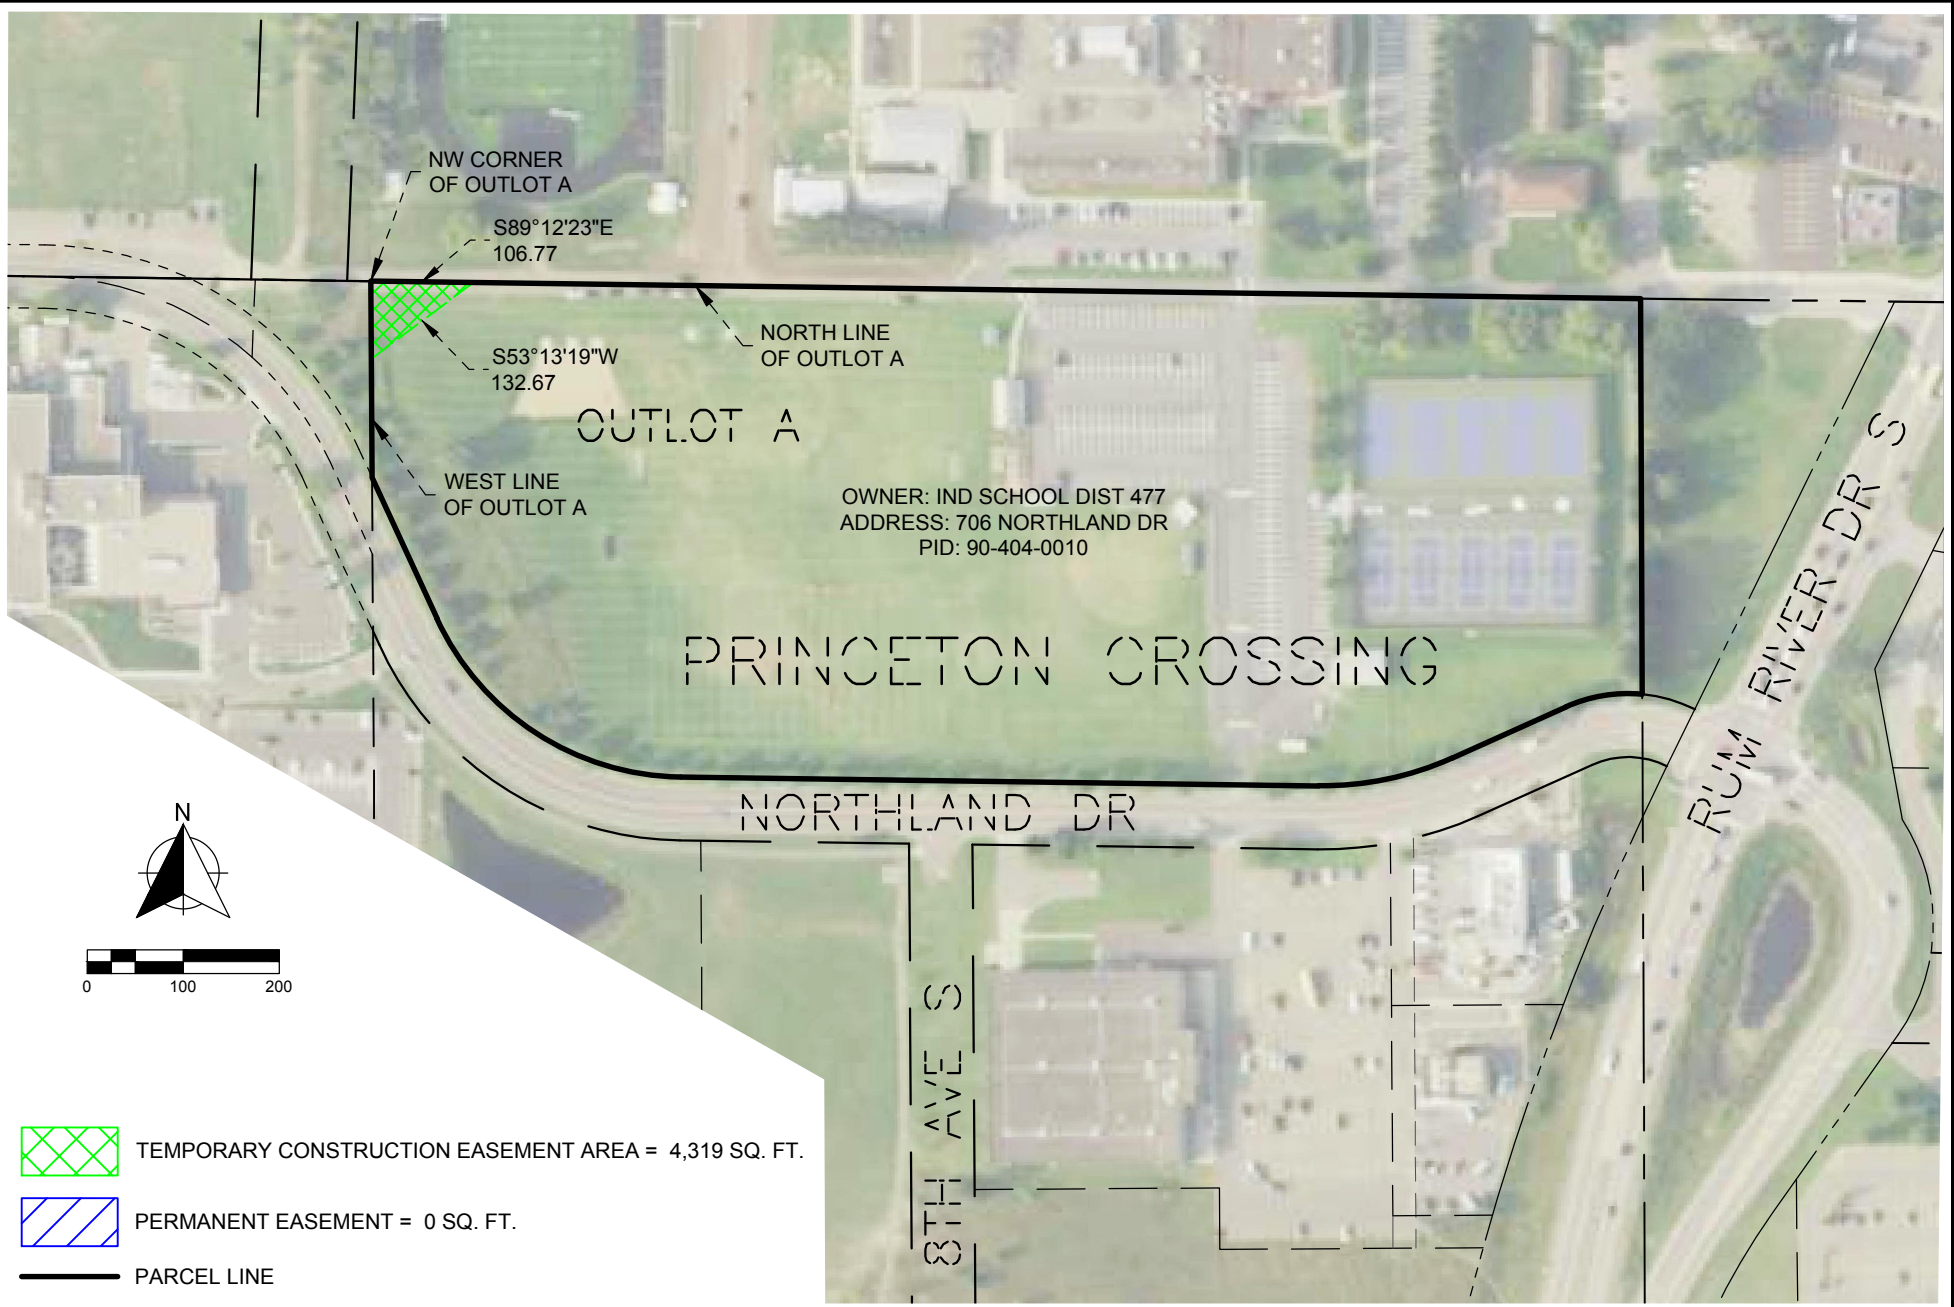 NW CORNER
OF OUTLOT A
S89°12'23"E
106.77
NORTH LINE
OF OUTLOT A
S53°13'19"W
132.67
OUTLOT A
WEST LINE
OF OUTLOT A
OWNER: IND SCHOOL DIST 477
ADDRESS: 706 NORTHLAND DR
PID: 90-404-0010
PRINCETON CROSSING
RUM RIVER DR S
NORTHLAND DR
8TH AVE S
N
0 100 200
TEMPORARY CONSTRUCTION EASEMENT AREA = 4,319 SQ. FT.
PERMANENT EASEMENT = 0 SQ. FT.
PARCEL LINE